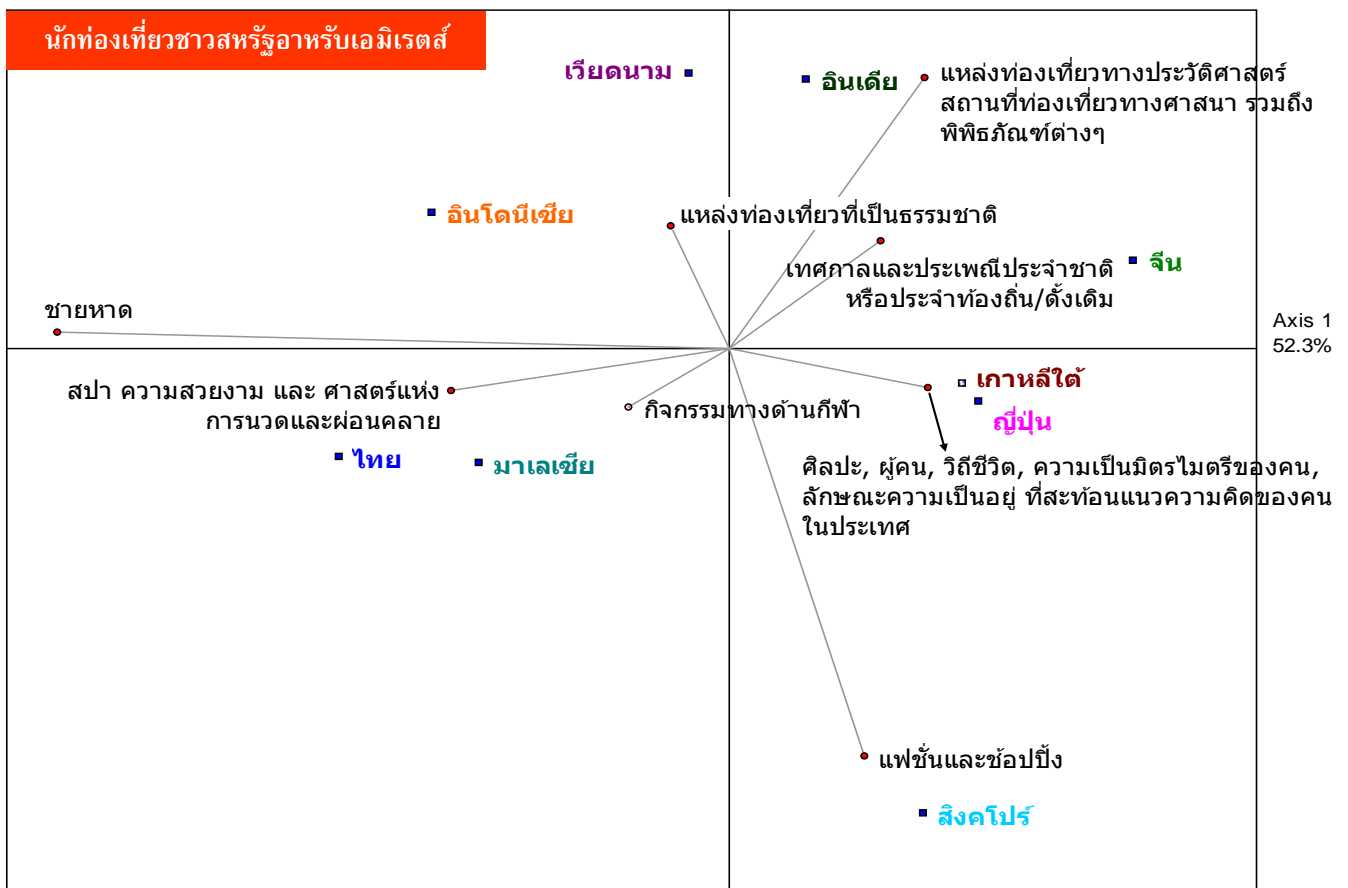 นักท่องเที่ยวชาวสหรัฐอาหรับเอมิเรตส์
เวียดนาม
อินเดีย
แหล่งท่องเที่ยวทางประวัติศาสตร์
สถานที่ท่องเที่ยวทางศาสนา รวมถึง
พิพิธภัณฑ์ต่างๆ
อินโดนีเซีย
แหล่งท่องเที่ยวที่เป็นธรรมชาติ
เทศกาลและประเพณีประจำชาติ
หรือประจำท้องถิ่น/ดั้งเดิม
จีน
ชายหาด
Axis 1
52.3%
สปา ความสวยงาม และ ศาสตร์แห่ง
การนวดและผ่อนคลาย
กิจกรรมทางด้านกีฬา
เกาหลีใต้
ญี่ปุ่น
ไทย
มาเลเซีย
ศิลปะ, ผู้คน, วิถีชีวิต, ความเป็นมิตรไมตรีของคน,
ลักษณะความเป็นอยู่ ที่สะท้อนแนวความคิดของคน
ในประเทศ
แฟชั่นและช้อปปิ้ง
สิงคโปร์